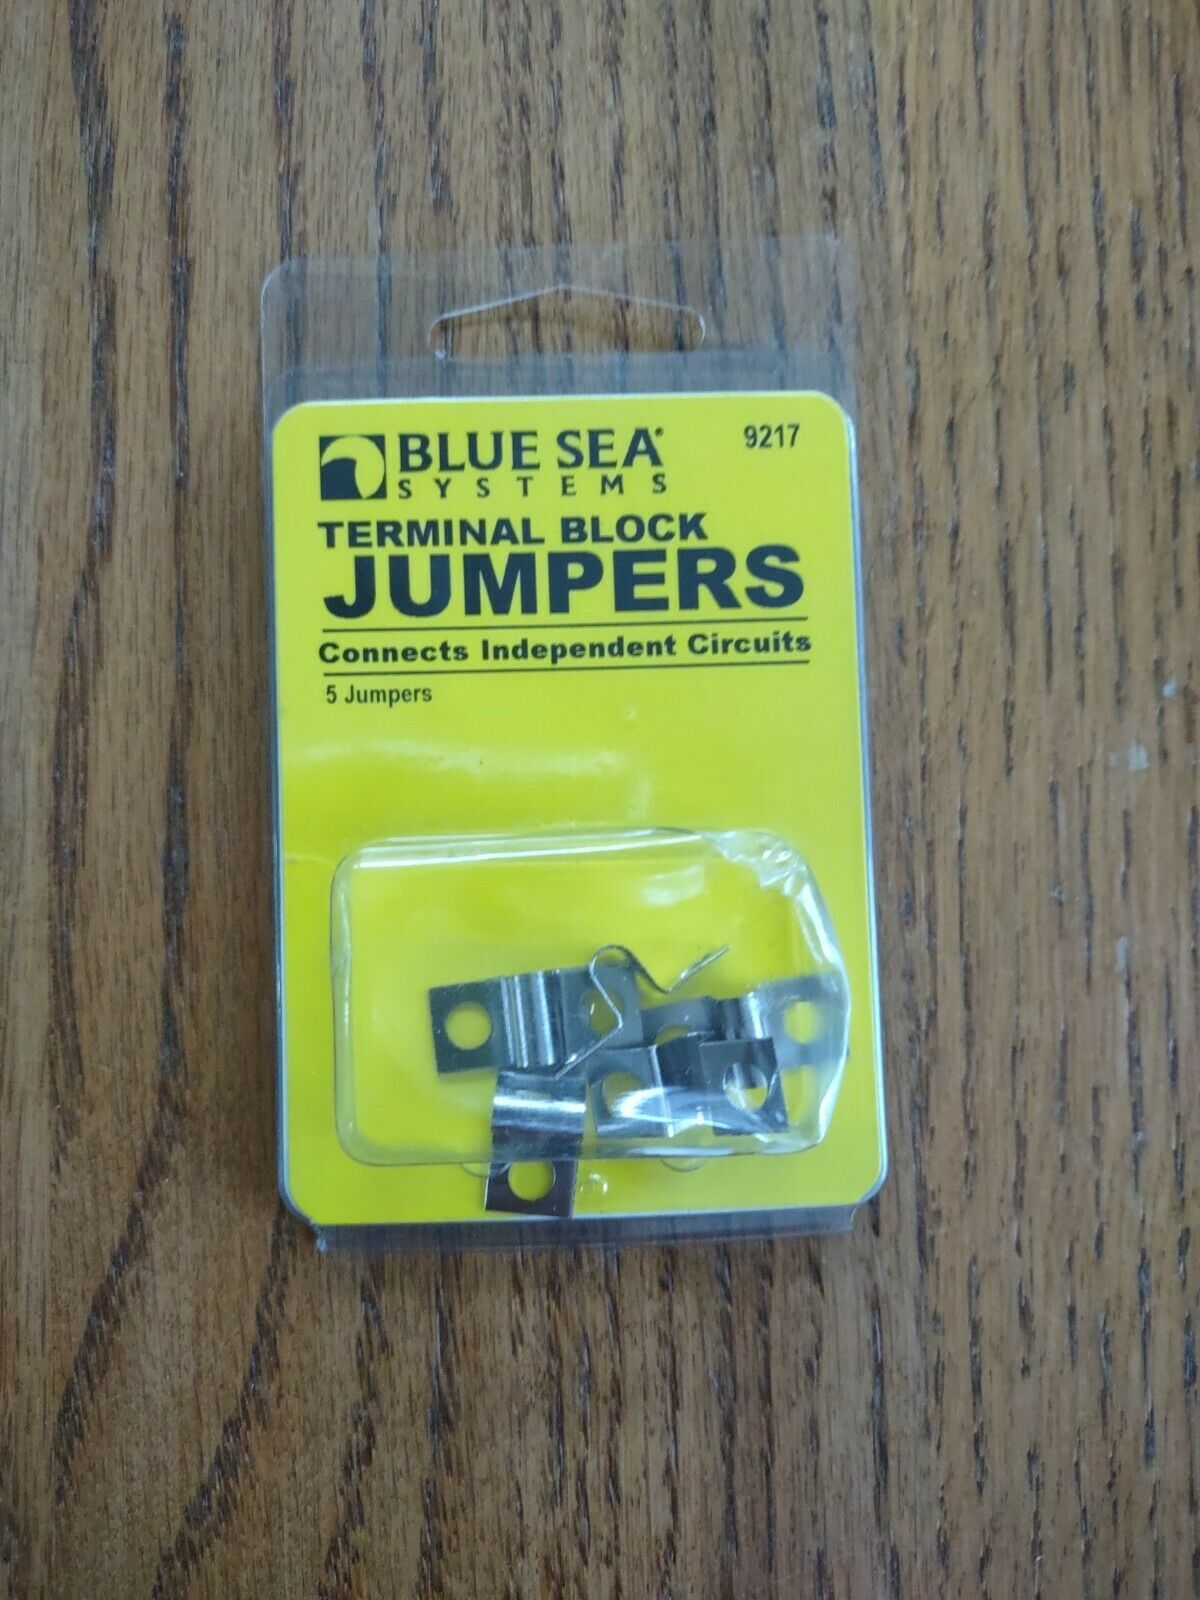 BLUE SEA®
SYSTEMS
9217
TERMINAL BLOCK
JUMPERS
Connects Independent Circuits
5 Jumpers